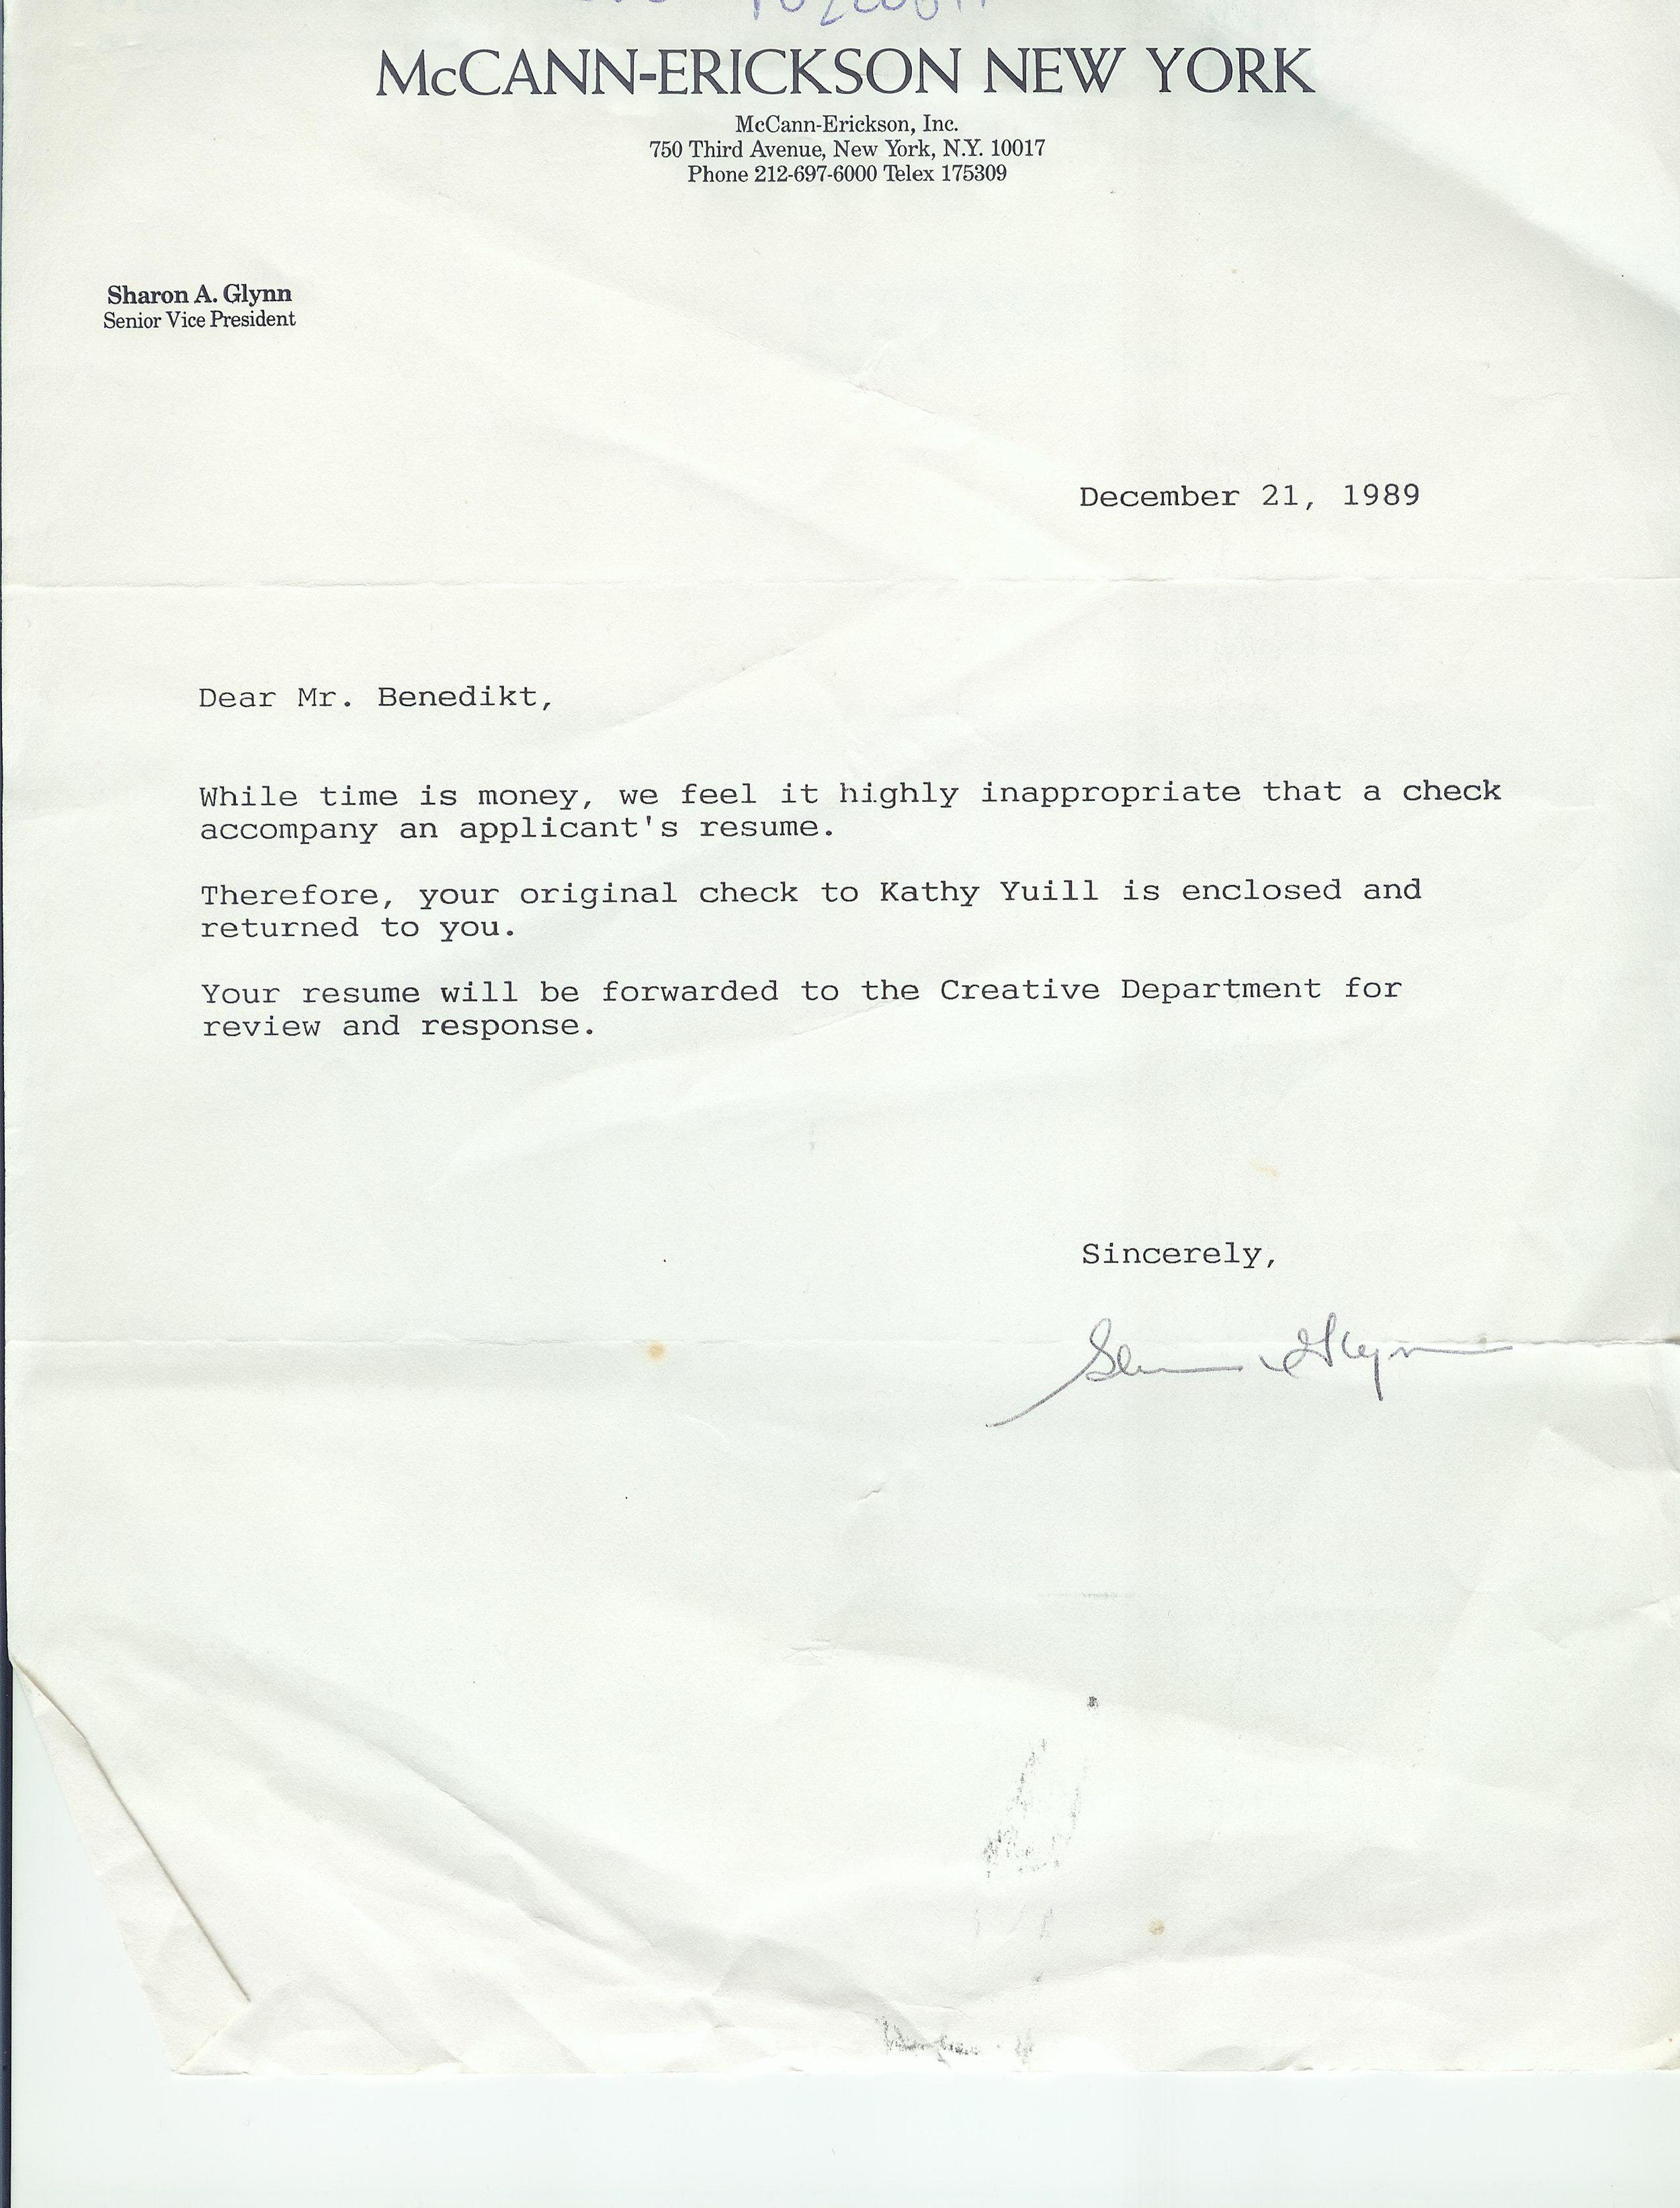 McCANN-ERICKSON NEW YORK
McCann-Erickson, Inc.
750 Third Avenue, New York, N.Y. 10017
Phone 212-697-6000 Telex 175309
Sharon A. Glynn
Senior Vice President
December 21, 1989
Dear Mr. Benedikt,
While time is money, we feel it highly inappropriate that a check
accompany an applicant's resume.
Therefore, your original check to Kathy Yuill is enclosed and
returned to you.
Your resume will be forwarded to the Creative Department for
review and response.
Sincerely,
Sharon Glynn